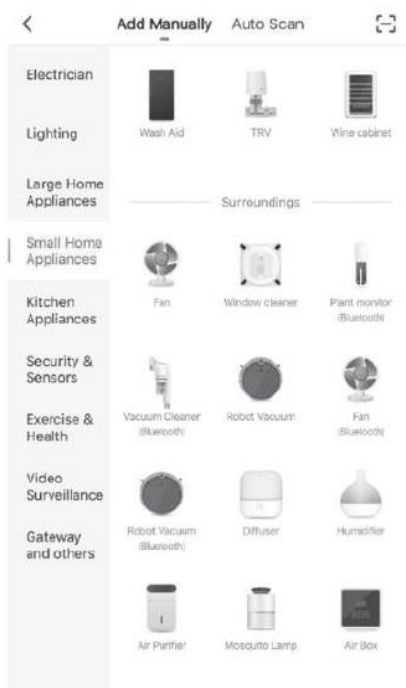 Add Manually Auto Scan
Electrician
Lighting
Large Home
Appliances
Small Home
Appliances
Kitchen
Appliances
Security &
Sensors
Exercise &
Health
Video
Surveillance
Gateway
and others
Wash Aid TRV Wine cabinet
Surroundings
Fan Window cleaner Plant monitor
(Bluetooth)
Vacuum Cleaner Robot Vacuum Fan
(Bluetooth) (Bluetooth)
Robot Vacuum Diffuser Humidifier
(Bluetooth)
Air Purifier Mosquito Lamp Air Box